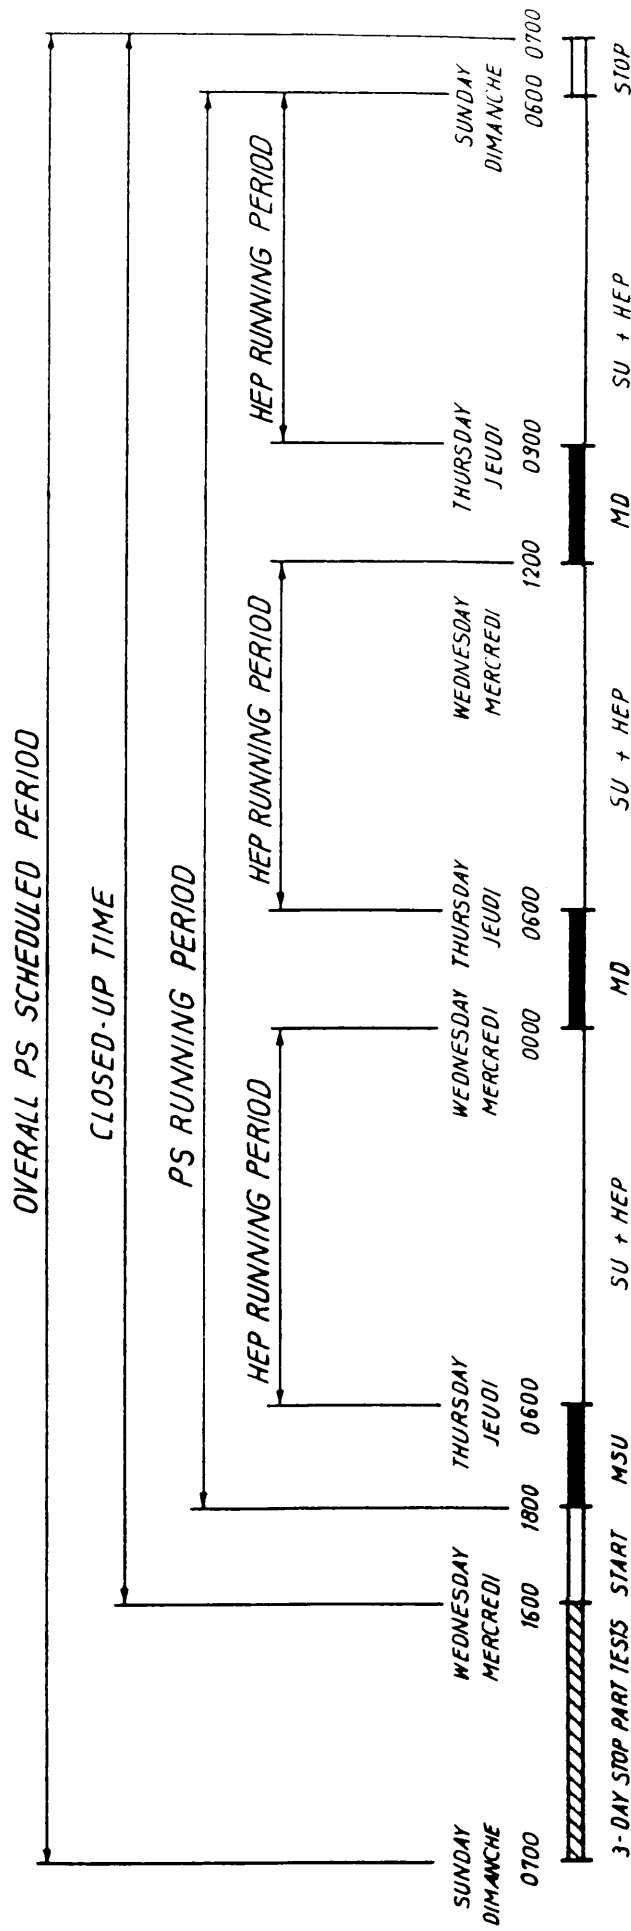 OVERALL PS SCHEDULED PERIOD
CLOSED-UP TIME
PS RUNNING PERIOD
HEP RUNNING PERIOD
HEP RUNNING PERIOD
HEP RUNNING PERIOD
SUNDAY
DIMANCHE
WEDNESDAY
MERCREDI
THURSDAY
JEUDI
WEDNESDAY
MERCREDI
THURSDAY
JEUDI
WEDNESDAY
MERCREDI
THURSDAY
JEUDI
SUNDAY
DIMANCHE
0700 1600 1800 0600 0000 0600 1200 0900 0600 0700
3-DAY STOP PART TESTS START MSU SU + HEP MD SU + HEP MD SU + HEP STOP